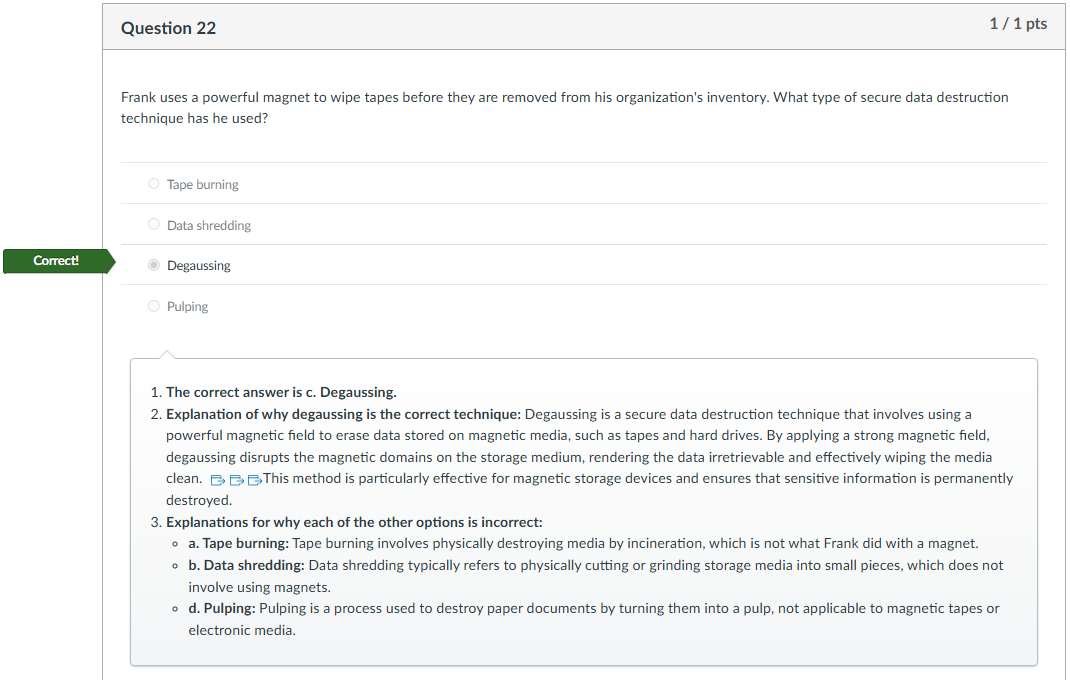 Question 22
1 / 1 pts
Frank uses a powerful magnet to wipe tapes before they are removed from his organization's inventory. What type of secure data destruction
technique has he used?
Tape burning
Data shredding
Correct!
Degaussing
Pulping
1. The correct answer is c. Degaussing.
2. Explanation of why degaussing is the correct technique: Degaussing is a secure data destruction technique that involves using a
powerful magnetic field to erase data stored on magnetic media, such as tapes and hard drives. By applying a strong magnetic field,
degaussing disrupts the magnetic domains on the storage medium, rendering the data irretrievable and effectively wiping the media
clean. This method is particularly effective for magnetic storage devices and ensures that sensitive information is permanently
destroyed.
3. Explanations for why each of the other options is incorrect:
a. Tape burning: Tape burning involves physically destroying media by incineration, which is not what Frank did with a magnet.
b. Data shredding: Data shredding typically refers to physically cutting or grinding storage media into small pieces, which does not
involve using magnets.
d. Pulping: Pulping is a process used to destroy paper documents by turning them into a pulp, not applicable to magnetic tapes or
electronic media.